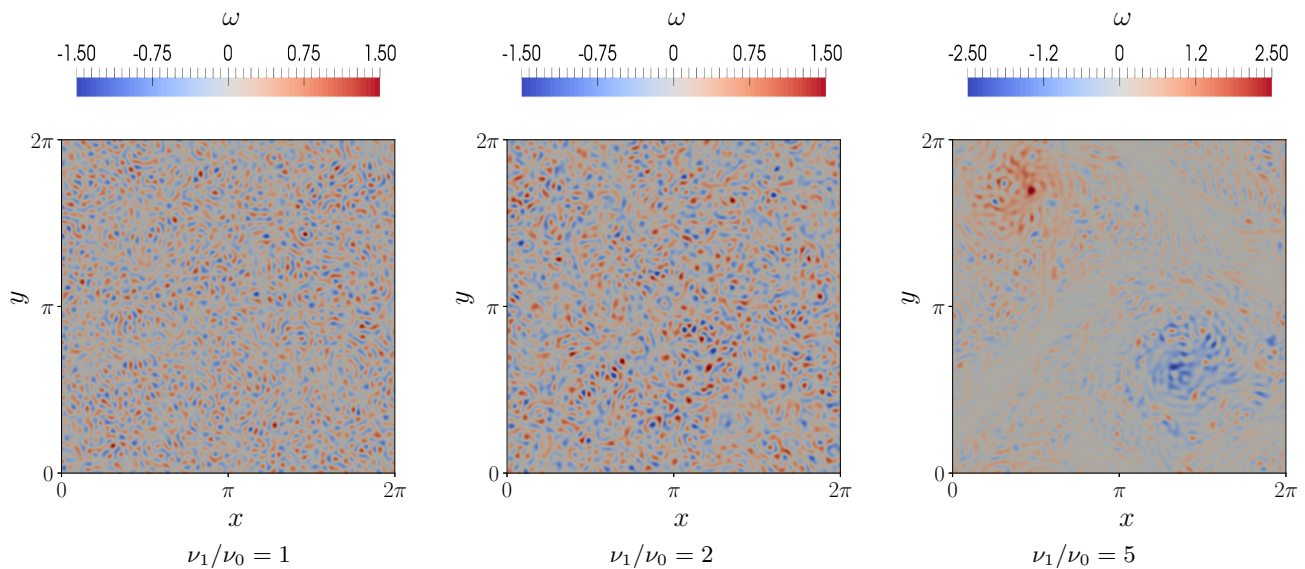 ω ω ω
-1.50 -0.75 0 0.75 1.50 -1.50 -0.75 0 0.75 1.50 -2.50 -1.2 0 1.2 2.50
2π 2π 2π
y π y π y π
0 0 0
0 π 2π 0 π 2π 0 π 2π
x x x
ν₁/ν₀ = 1 ν₁/ν₀ = 2 ν₁/ν₀ = 5